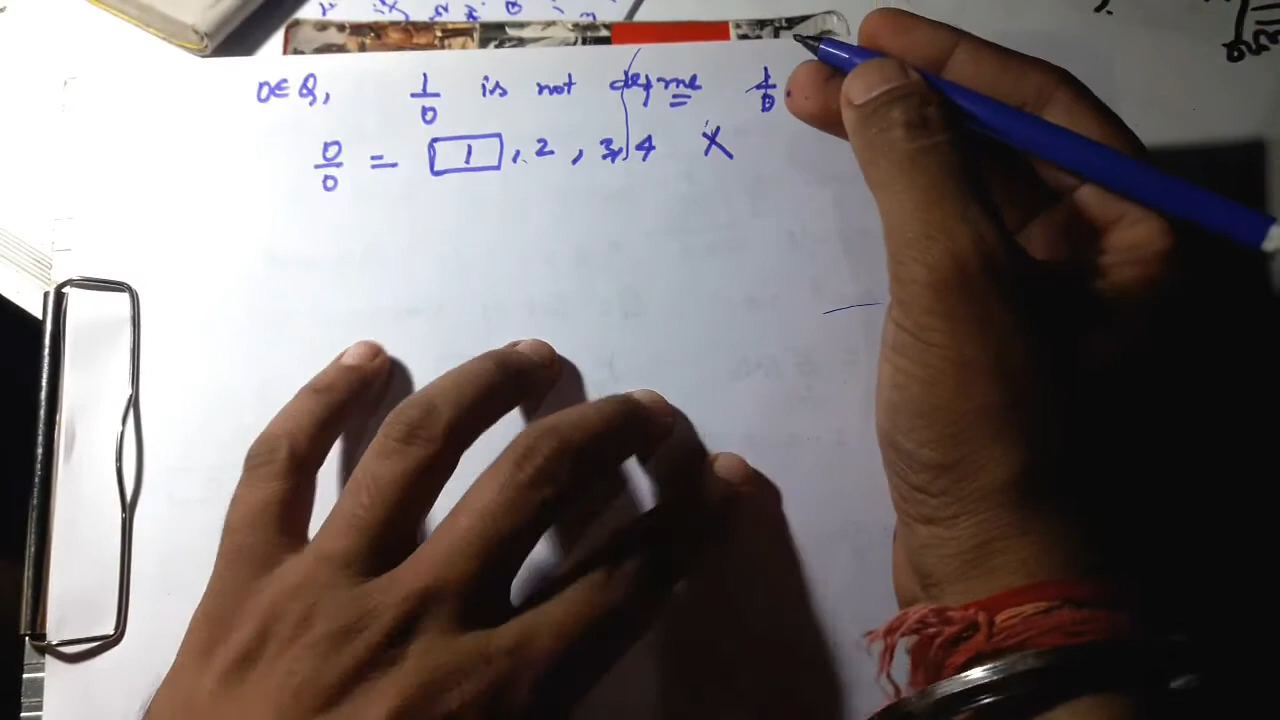 0 ∈ Q, 1/0 is not define 1/0.
0/0 = 1, 2, 3, 4 X